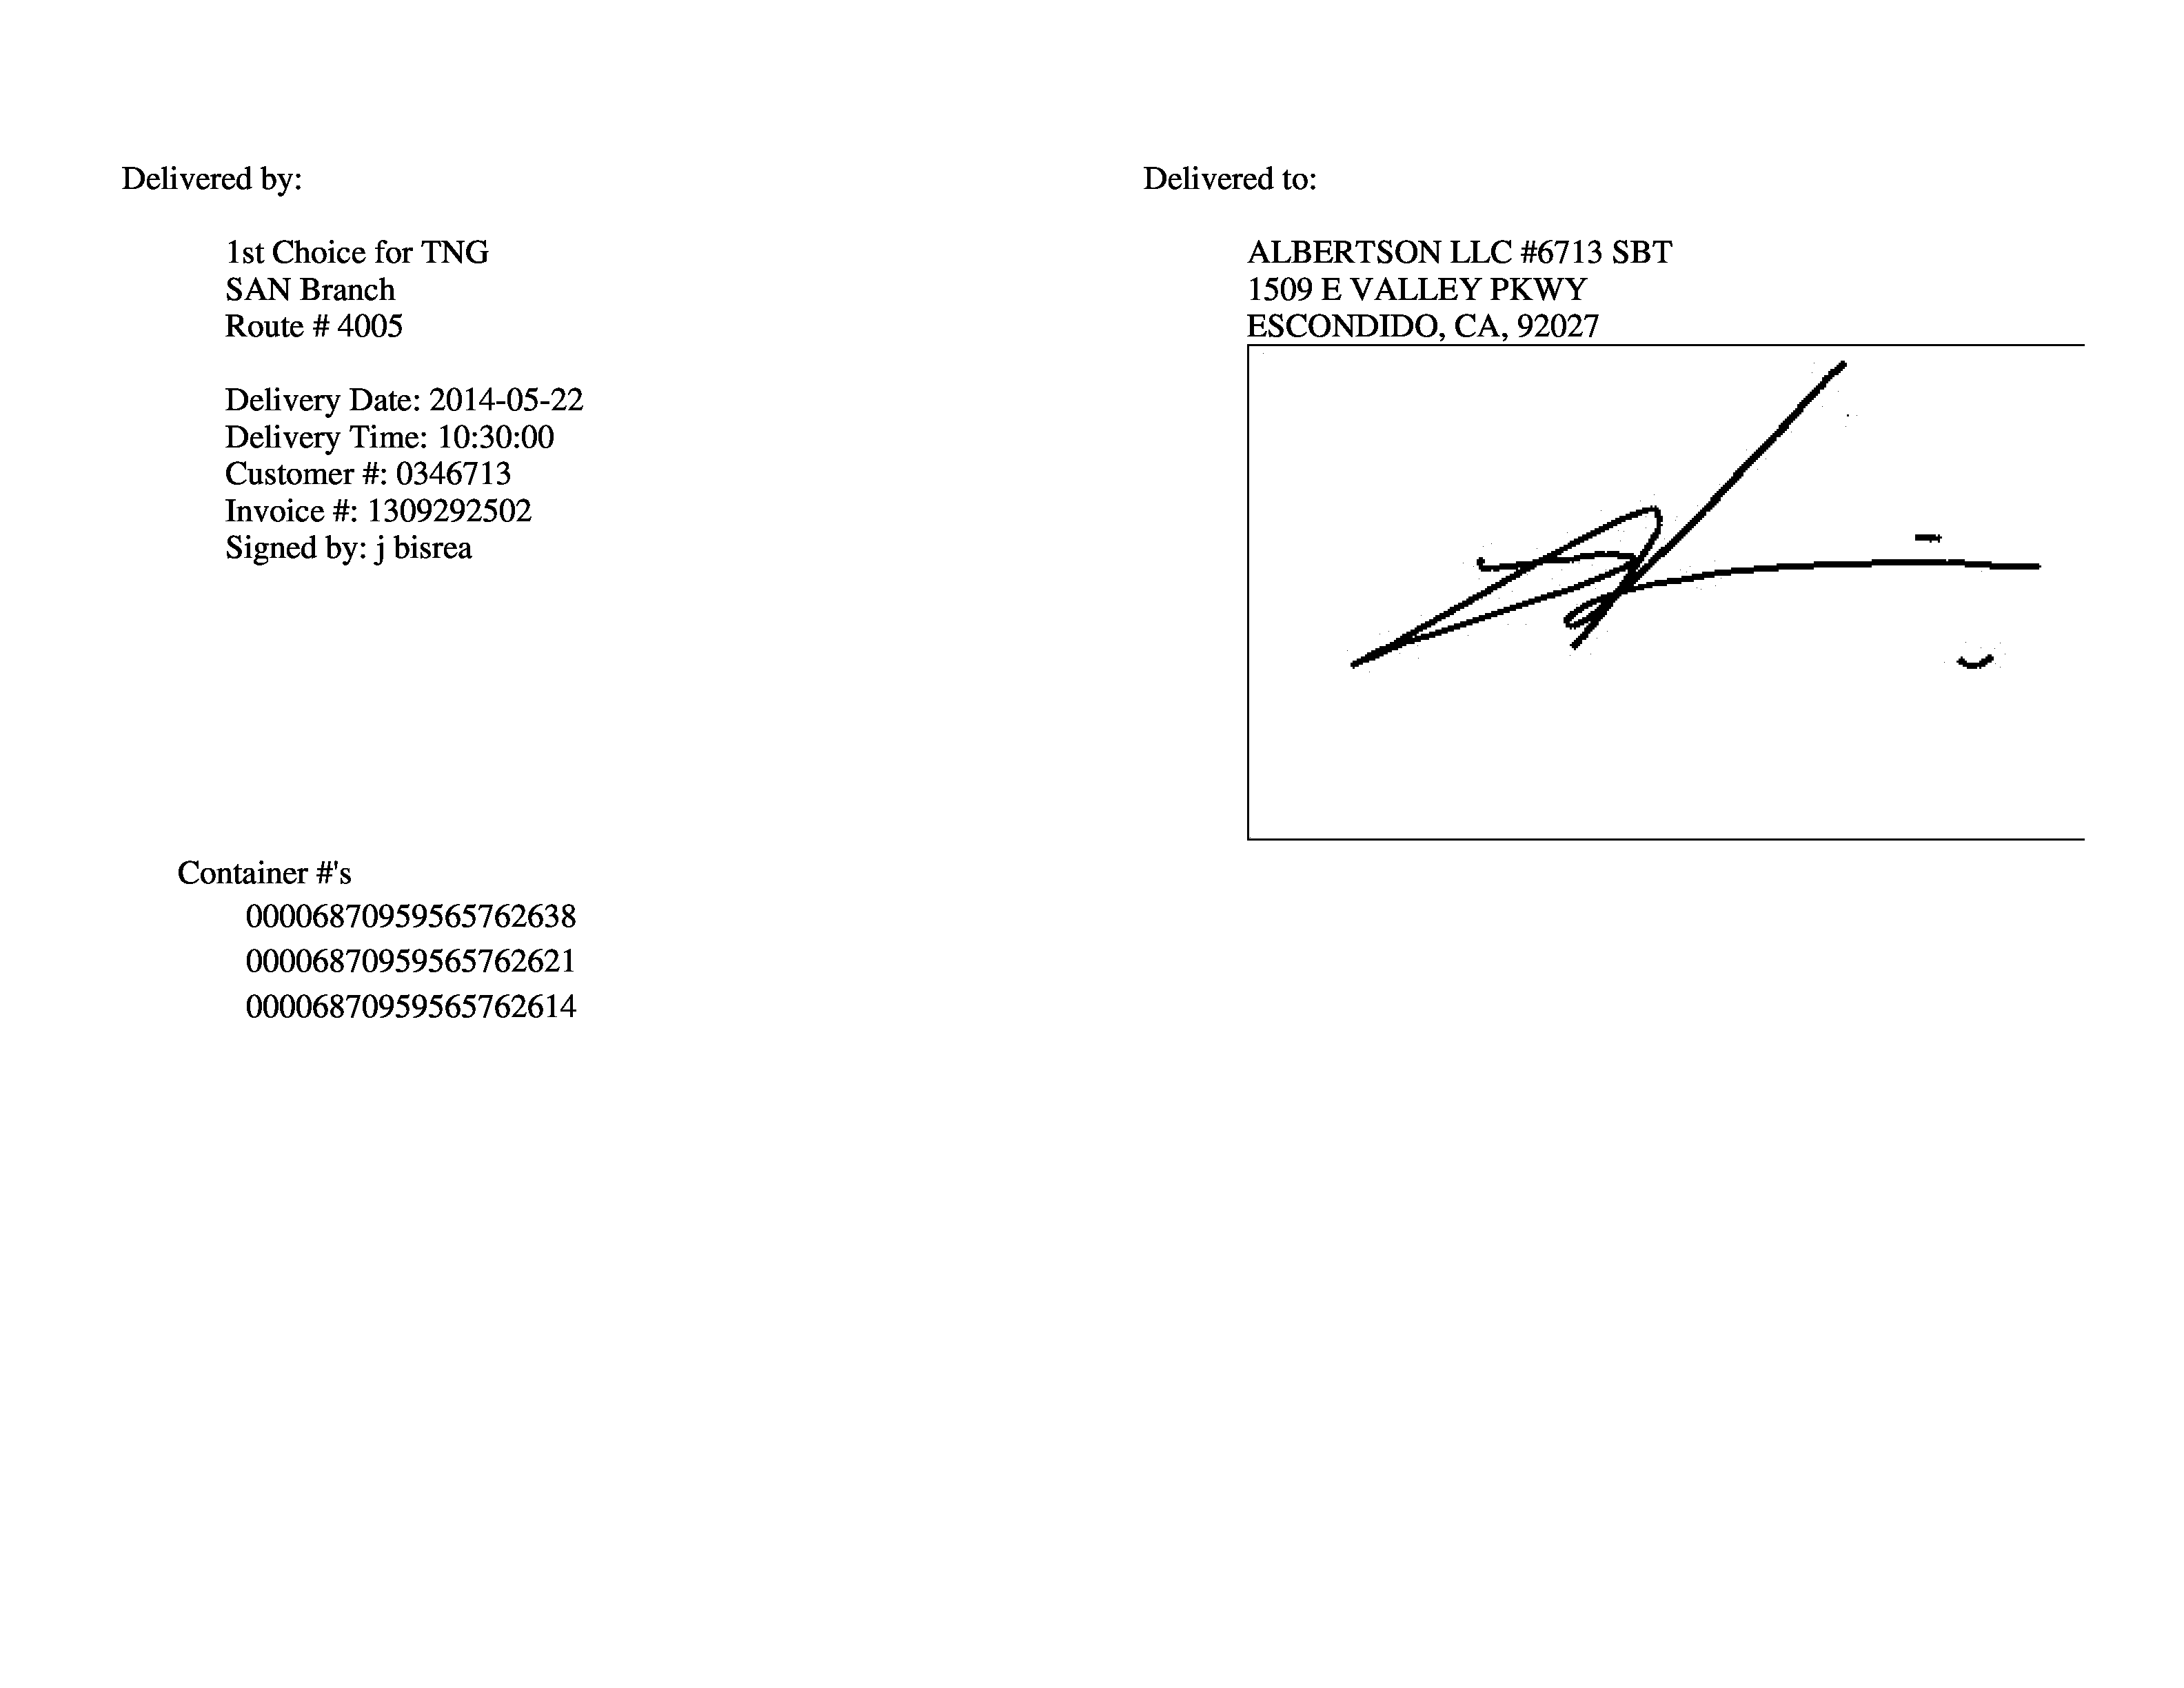 Delivered by:
1st Choice for TNG
SAN Branch
Route # 4005
Delivery Date: 2014-05-22
Delivery Time: 10:30:00
Customer #: 0346713
Invoice #: 1309292502
Signed by: j bisrea
Delivered to:
ALBERTSON LLC #6713 SBT
1509 E VALLEY PKWY
ESCONDIDO, CA, 92027
Container #'s
00006870959565762638
00006870959565762621
00006870959565762614